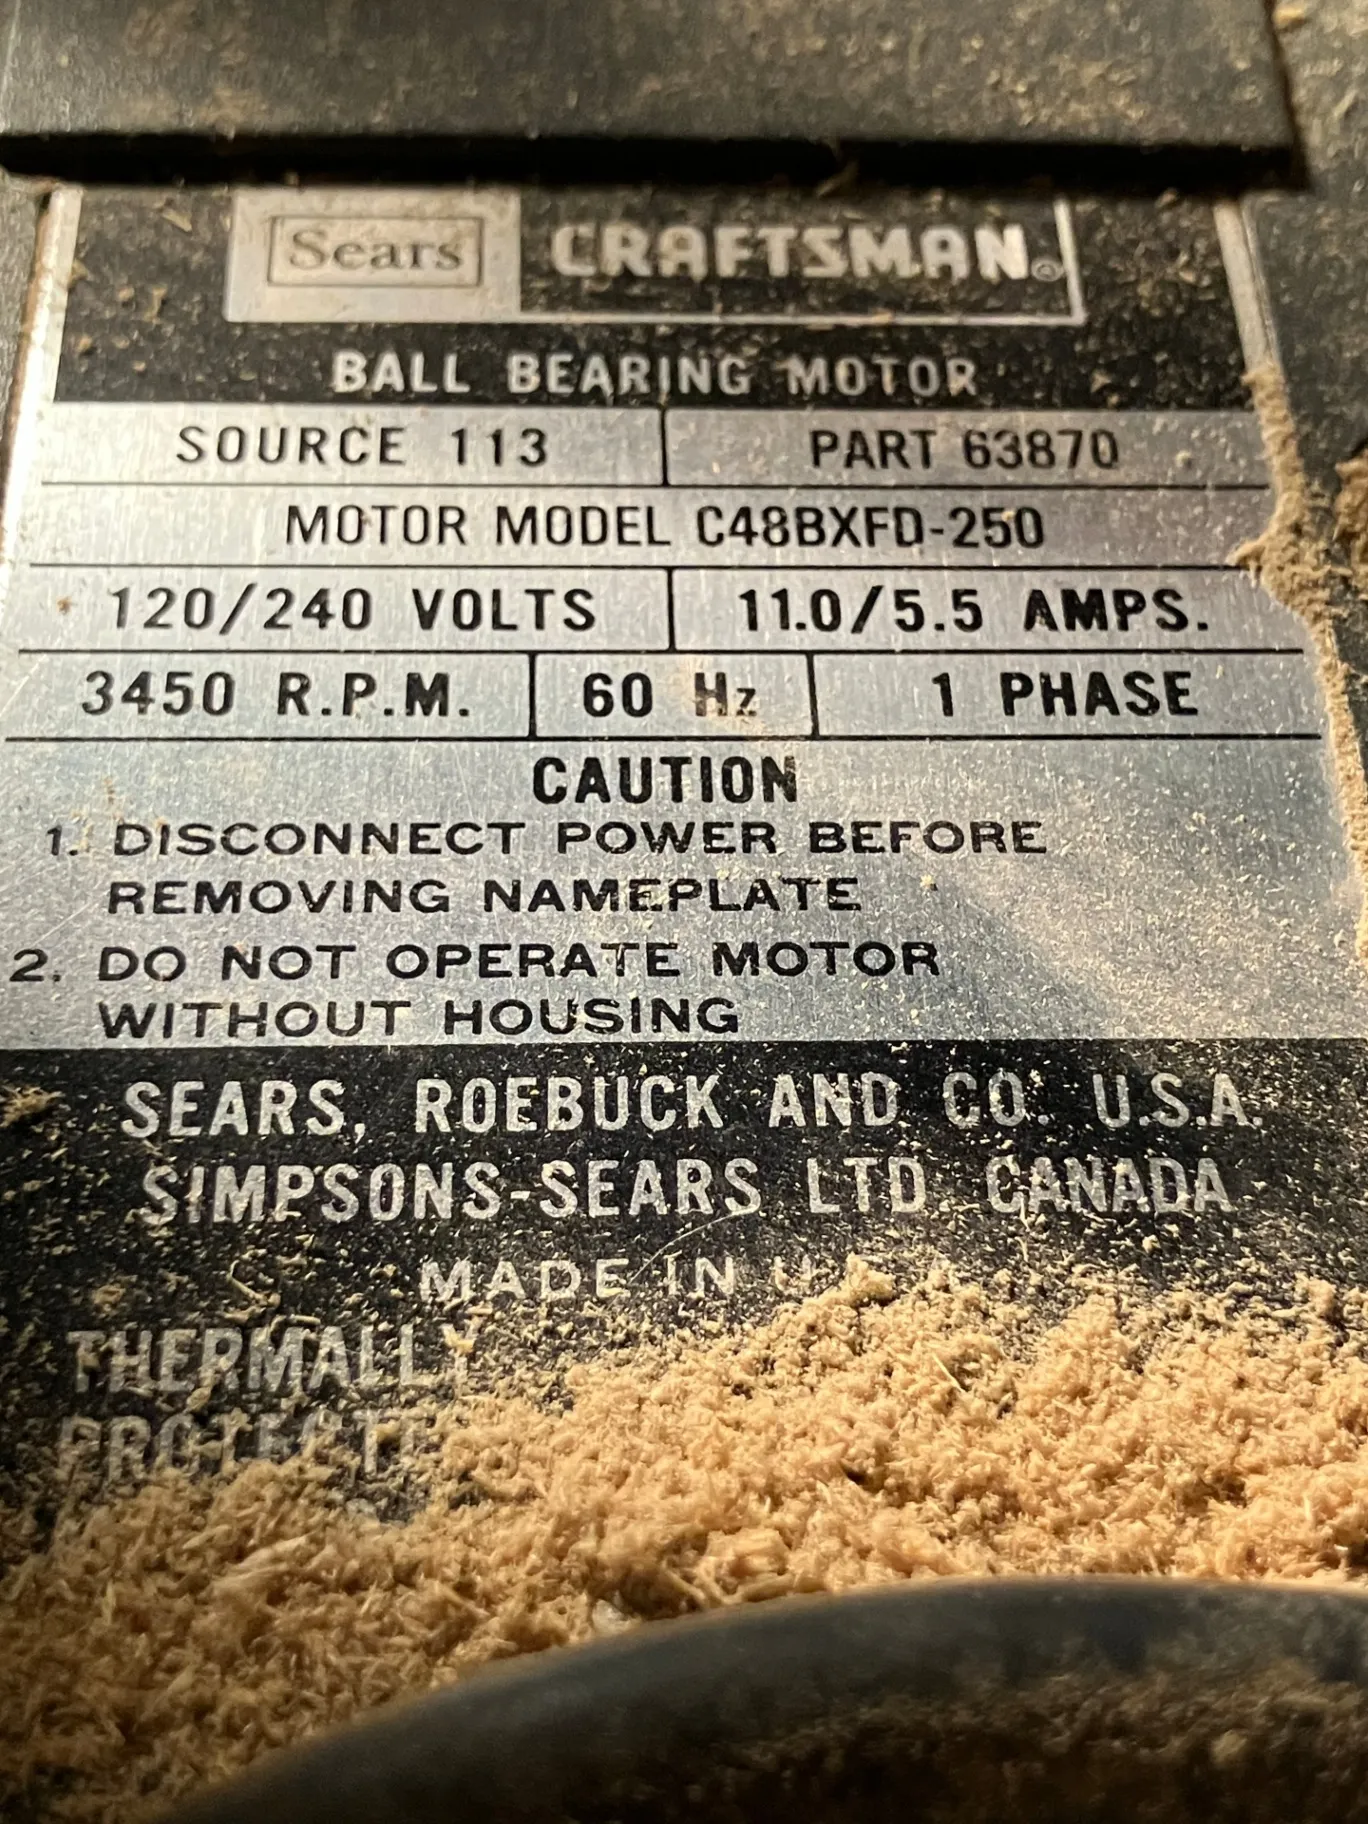 Sears CRAFTSMAN®
BALL BEARING MOTOR
SOURCE 113 PART 63870
MOTOR MODEL C48BXFD-250
120/240 VOLTS 11.0/5.5 AMPS.
3450 R.P.M. 60 Hz 1 PHASE
CAUTION
1. DISCONNECT POWER BEFORE
REMOVING NAMEPLATE
2. DO NOT OPERATE MOTOR
WITHOUT HOUSING
SEARS, ROEBUCK AND CO. U.S.A.
SIMPSONS-SEARS LTD. CANADA
MADE IN
THERMALLY